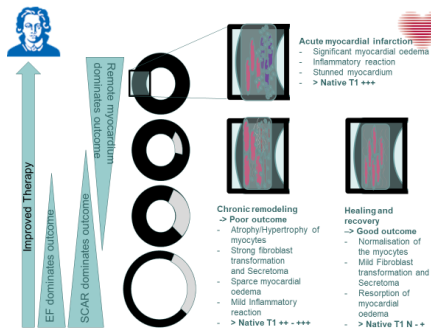 Acute myocardial infarction
- Significant myocardial oedema
- Inflammatory reaction
- Stunned myocardium
- > Native T1 +++
Remote myocardium
dominates outcome
Improved Therapy
EF dominates outcome
SCAR dominates outcome
Chronic remodeling
-> Poor outcome
- Atrophy/Hypertrophy of
myocytes
- Strong fibroblast
transformation
and Secretoma
- Sparce myocardial
oedema
- Mild Inflammatory
reaction
- > Native T1 ++ - +++
Healing and
recovery
–> Good outcome
- Normalisation of
the myocytes
- Mild Fibroblast
transformation and
Secretoma
- Resorption of
myocardial
oedema
- > Native T1 N - +